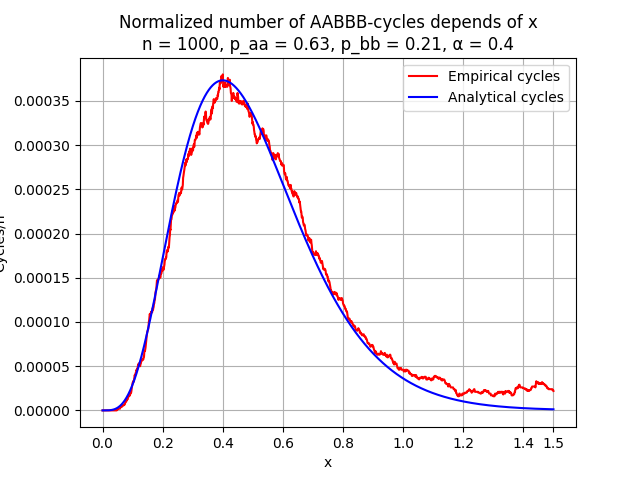 Normalized number of AABBB-cycles depends of x
n = 1000, p_aa = 0.63, p_bb = 0.21, α = 0.4
Empirical cycles
Analytical cycles
0.00035
0.00030
0.00025
0.00020
0.00015
0.00010
0.00005
0.00000
0.0 0.2 0.4 0.6 0.8 1.0 1.2 1.4 1.5
x